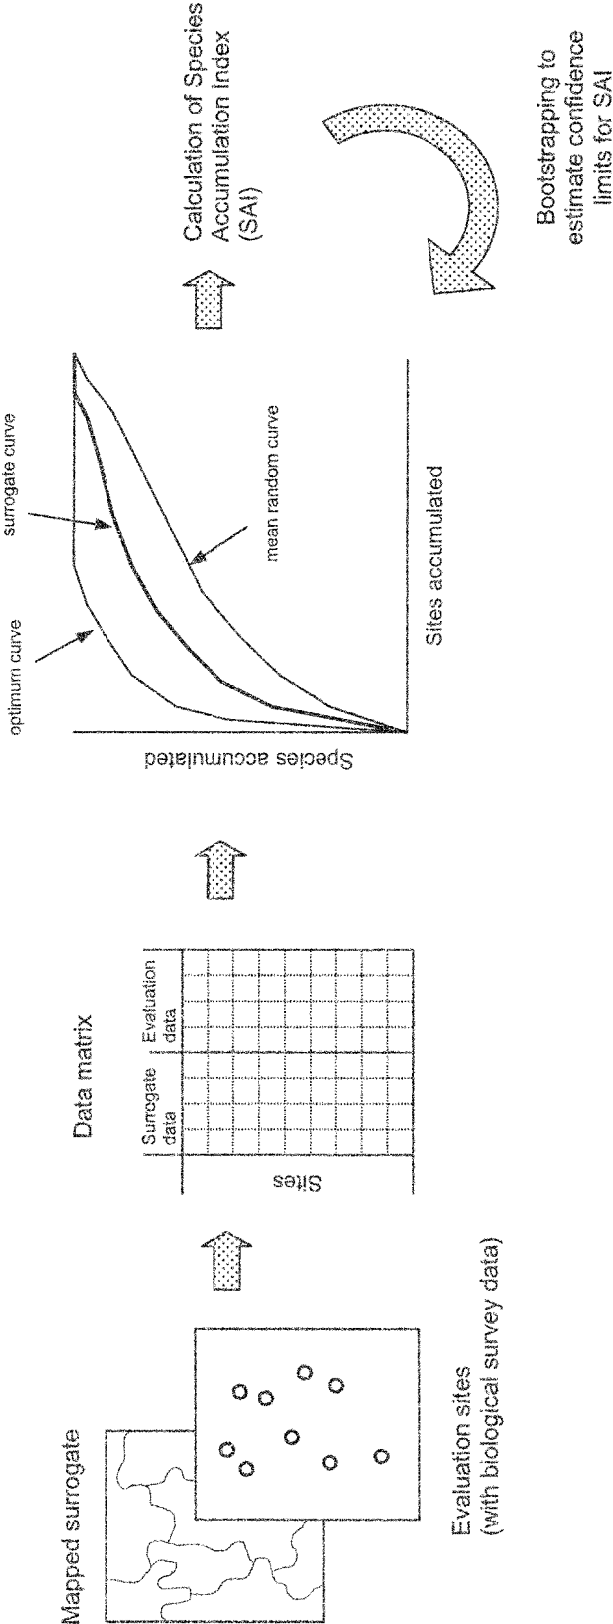 Mapped surrogate
Evaluation sites
(with biological survey data)
Data matrix
Surrogate
data
Evaluation
data
Sites
Species accumulated
optimum curve
surrogate curve
mean random curve
Sites accumulated
Calculation of Species
Accumulation Index
(SAI)
Bootstrapping to
estimate confidence
limits for SAI